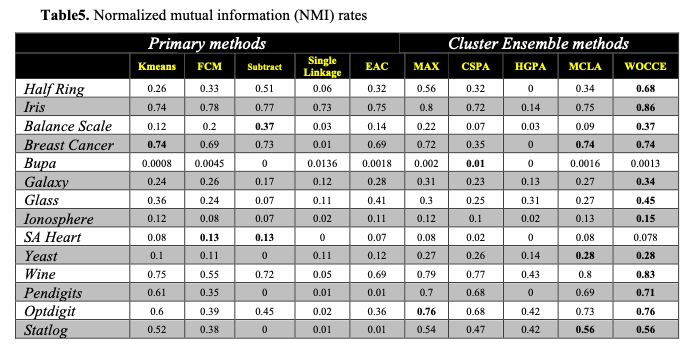 Table5. Normalized mutual information (NMI) rates
Primary methods Cluster Ensemble methods
Kmeans FCM Subtract Single Linkage EAC MAX CSPA HGPA MCLA WOCCE
Half Ring 0.26 0.33 0.51 0.06 0.32 0.56 0.32 0 0.34 0.68
Iris 0.74 0.78 0.77 0.73 0.75 0.8 0.72 0.14 0.75 0.86
Balance Scale 0.12 0.2 0.37 0.03 0.14 0.22 0.07 0.03 0.09 0.37
Breast Cancer 0.74 0.69 0.73 0.01 0.69 0.72 0.35 0 0.74 0.74
Bupa 0.0008 0.0045 0 0.0136 0.0018 0.002 0.01 0 0.0016 0.0013
Galaxy 0.24 0.26 0.17 0.12 0.28 0.31 0.23 0.13 0.27 0.34
Glass 0.36 0.24 0.07 0.11 0.41 0.3 0.25 0.31 0.27 0.45
Ionosphere 0.12 0.08 0.07 0.02 0.11 0.12 0.1 0.02 0.13 0.15
SA Heart 0.08 0.13 0.13 0 0.07 0.08 0.02 0 0.08 0.078
Yeast 0.1 0.11 0 0.11 0.12 0.27 0.26 0.14 0.28 0.28
Wine 0.75 0.55 0.72 0.05 0.69 0.79 0.77 0.43 0.8 0.83
Pendigits 0.61 0.35 0 0.01 0.01 0.7 0.68 0 0.69 0.71
Optdigit 0.6 0.39 0.45 0.02 0.36 0.76 0.68 0.42 0.73 0.76
Statlog 0.52 0.38 0 0.01 0.01 0.54 0.47 0.42 0.56 0.56